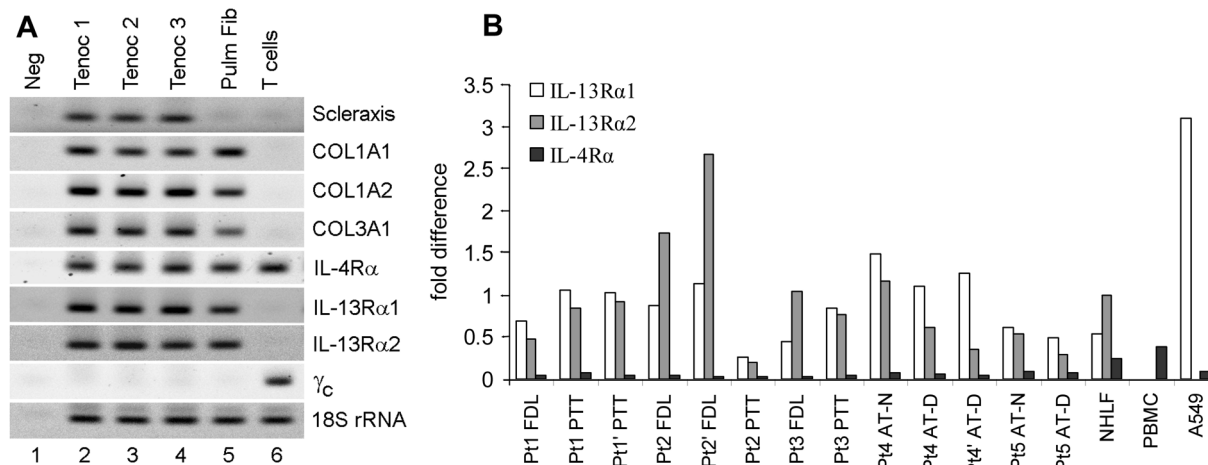 A
Neg
Tenoc 1
Tenoc 2
Tenoc 3
Pulm Fib
T cells
Scleraxis
COL1A1
COL1A2
COL3A1
IL-4Rα
IL-13Rα1
IL-13Rα2
γC
18S rRNA
1 2 3 4 5 6
B
fold difference
3.5
3
2.5
2
1.5
1
0.5
0
IL-13Rα1
IL-13Rα2
IL-4Rα
Pt1 FDL
Pt1 PTT
Pt1' PTT
Pt2 FDL
Pt2' FDL
Pt2 PTT
Pt3 FDL
Pt3 PTT
Pt4 AT-N
Pt4 AT-D
Pt4' AT-D
Pt5 AT-N
Pt5 AT-D
NHLF
PBMC
A549